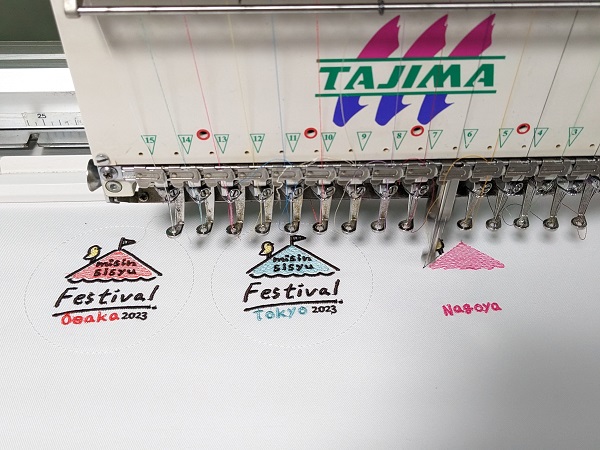 TAJIMA
15 14 13 12 11 10 9 8 7 6 5 4 3
25
misin
sisyu
Festival
Osaka 2023
misin
sisyu
Festival
Tokyo 2023
Nagoya